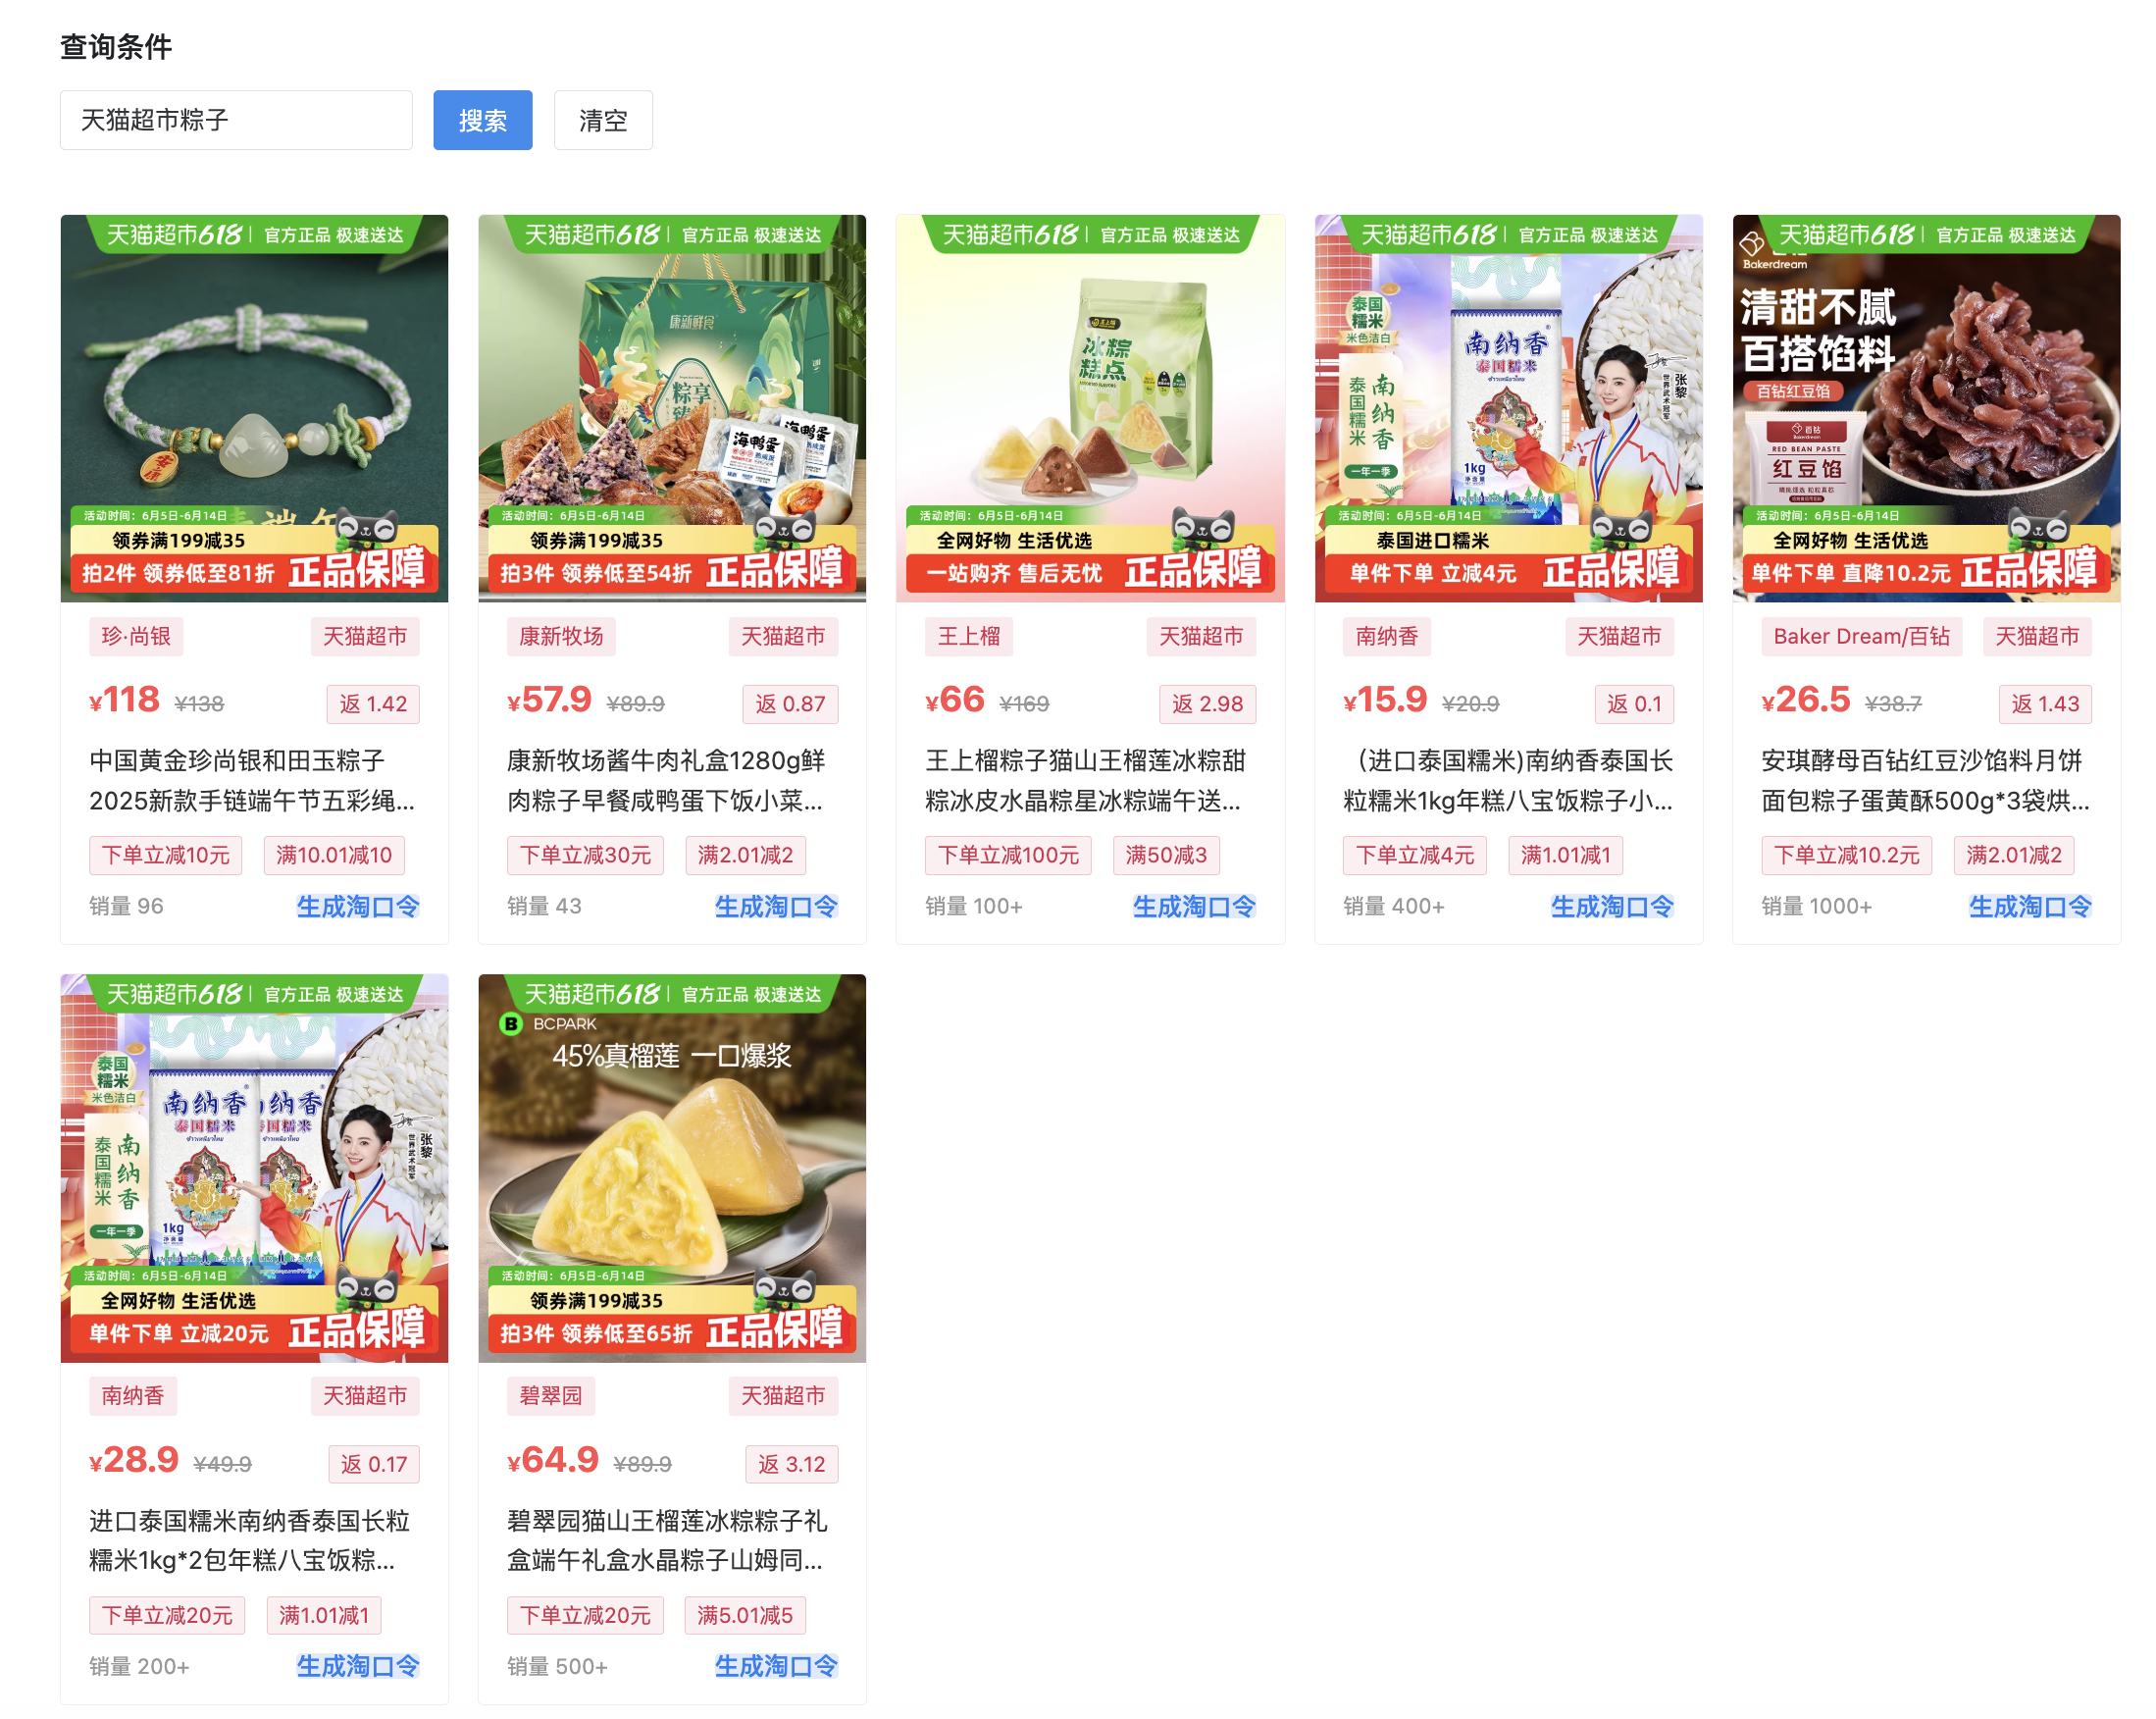 查询条件
天猫超市粽子
搜索
清空
天猫超市618 | 官方正品 极速送达
安康
活动时间：6月5日-6月14日
领券满199减35
拍2件 领券低至81折 正品保障
珍·尚银 天猫超市
¥118 ¥138 返 1.42
中国黄金珍尚银和田玉粽子
2025新款手链端午节五彩绳...
下单立减10元 满10.01减10
销量 96 生成淘口令
天猫超市618 | 官方正品 极速送达
康新鲜食
粽享
海鸭蛋
熟咸蛋
海鸭蛋
活动时间：6月5日-6月14日
领券满199减35
拍3件 领券低至54折 正品保障
康新牧场 天猫超市
¥57.9 ¥89.9 返 0.87
康新牧场酱牛肉礼盒1280g鲜
肉粽子早餐咸鸭蛋下饭小菜...
下单立减30元 满2.01减2
销量 43 生成淘口令
天猫超市618 | 官方正品 极速送达
王上榴
冰粽
糕点
活动时间：6月5日-6月14日
全网好物 生活优选
一站购齐 售后无忧 正品保障
王上榴 天猫超市
¥66 ¥169 返 2.98
王上榴粽子猫山王榴莲冰粽甜
粽冰皮水晶粽星冰粽端午送...
下单立减100元 满50减3
销量 100+ 生成淘口令
天猫超市618 | 官方正品 极速送达
泰国
糯米
米色洁白
南纳香
泰国糯米
一年一季
南纳香
泰国糯米
1kg
净含量
张黎
世界武术冠军
活动时间：6月5日-6月14日
泰国进口糯米
单件下单 立减4元 正品保障
南纳香 天猫超市
¥15.9 ¥20.9 返 0.1
（进口泰国糯米)南纳香泰国长
粒糯米1kg年糕八宝饭粽子小...
下单立减4元 满1.01减1
销量 400+ 生成淘口令
天猫超市618 | 官方正品 极速送达
Bakerdream
清甜不腻
百搭馅料
百钻红豆馅
百钻
Bakerdream
RED BEAN PASTE
红豆馅
活动时间：6月5日-6月14日
全网好物 生活优选
单件下单 直降10.2元 正品保障
Baker Dream/百钻 天猫超市
¥26.5 ¥38.7 返 1.43
安琪酵母百钻红豆沙馅料月饼
面包粽子蛋黄酥500g*3袋烘...
下单立减10.2元 满2.01减2
销量 1000+ 生成淘口令
天猫超市618 | 官方正品 极速送达
泰国
糯米
米色洁白
南纳香
泰国糯米
一年一季
南纳香
泰国糯米
1kg
净含量
张黎
世界武术冠军
活动时间：6月5日-6月14日
全网好物 生活优选
单件下单 立减20元 正品保障
南纳香 天猫超市
¥28.9 ¥49.9 返 0.17
进口泰国糯米南纳香泰国长粒
糯米1kg*2包年糕八宝饭粽...
下单立减20元 满1.01减1
销量 200+ 生成淘口令
天猫超市618 | 官方正品 极速送达
B BCPARK
45%真榴莲 一口爆浆
活动时间：6月5日-6月14日
领券满199减35
拍3件 领券低至65折 正品保障
碧翠园 天猫超市
¥64.9 ¥89.9 返 3.12
碧翠园猫山王榴莲冰粽粽子礼
盒端午礼盒水晶粽子山姆同...
下单立减20元 满5.01减5
销量 500+ 生成淘口令